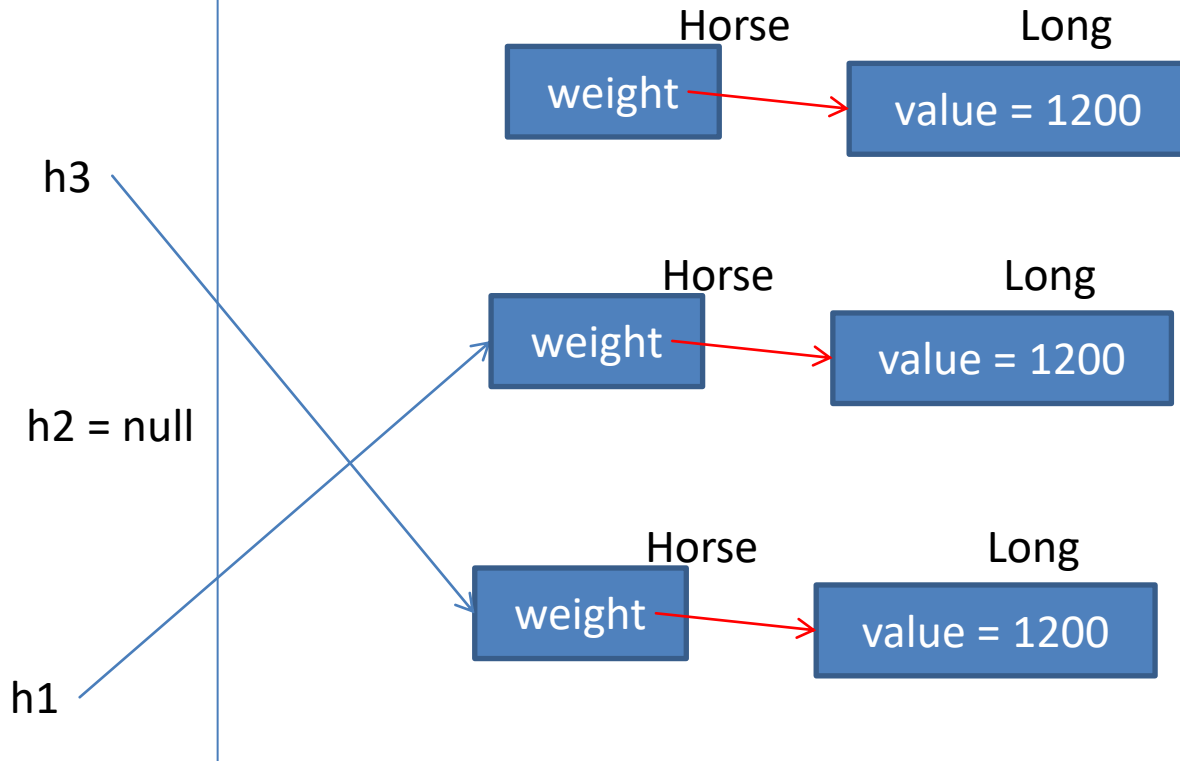 Horse Long
weight value = 1200
h3
Horse Long
weight value = 1200
h2 = null
Horse Long
weight value = 1200
h1